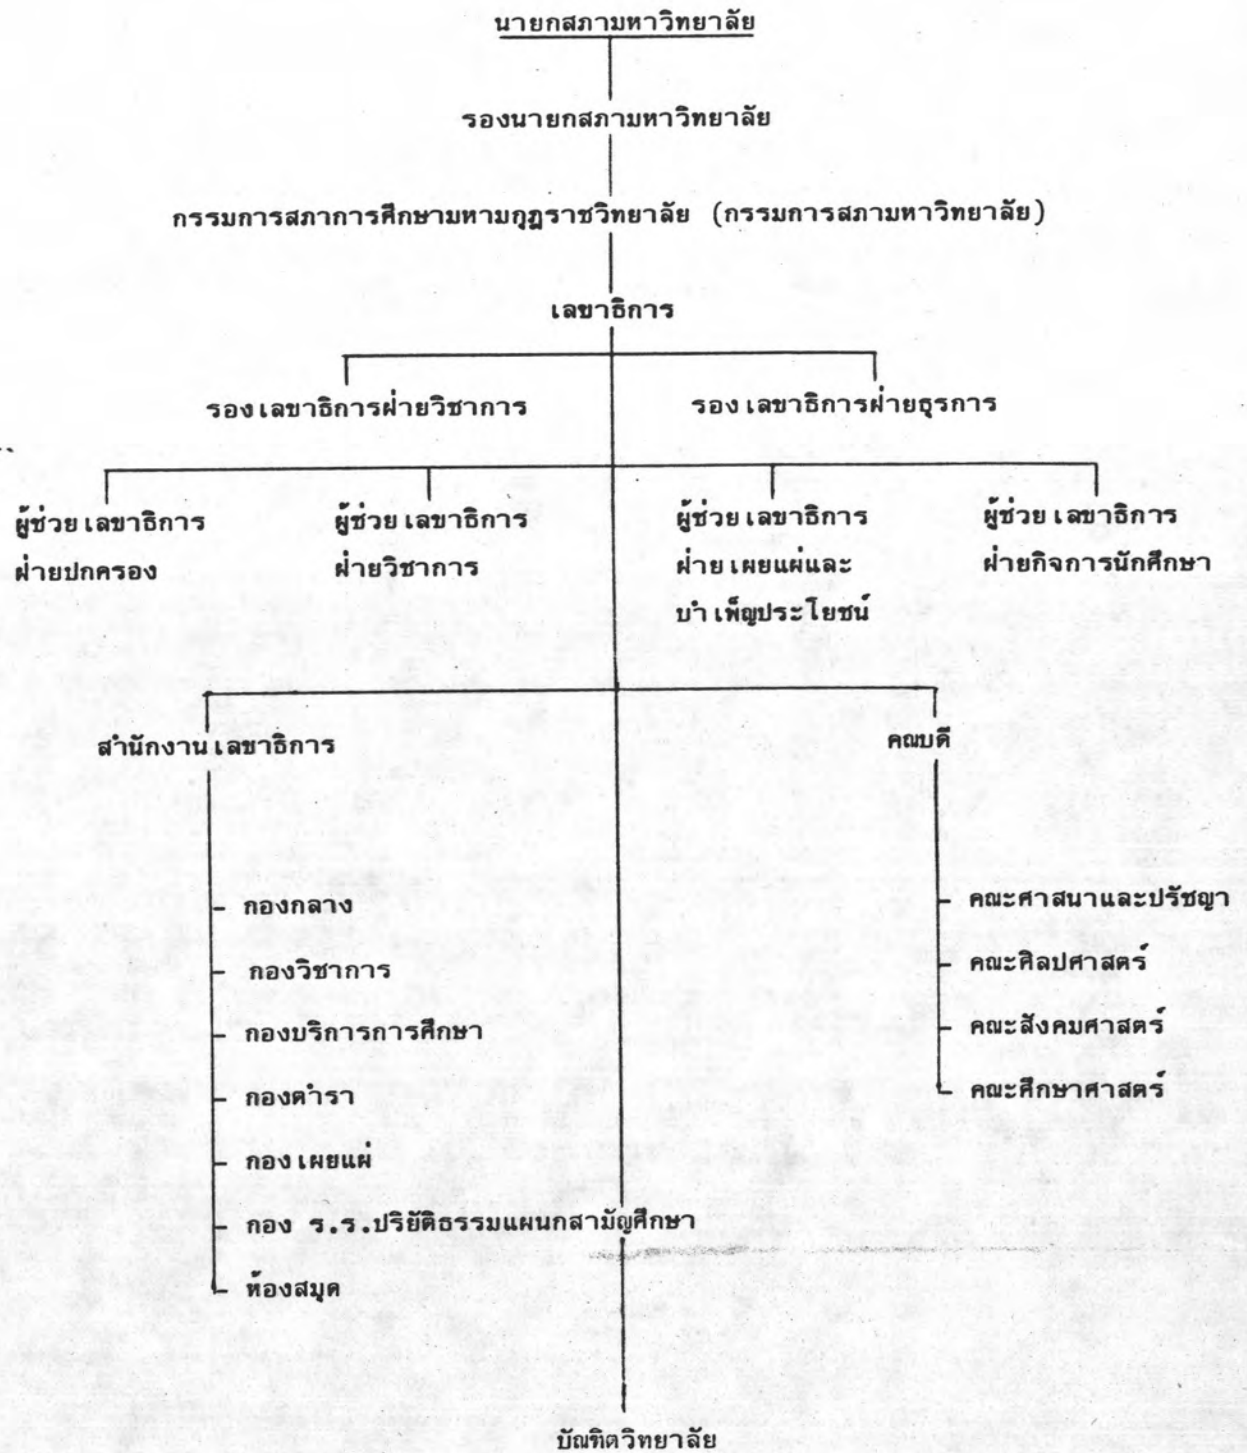 นายกสภามหาวิทยาลัย
รองนายกสภามหาวิทยาลัย
กรรมการสภาการศึกษามหามกุฎราชวิทยาลัย (กรรมการสภามหาวิทยาลัย)
เลขาธิการ
รองเลขาธิการฝ่ายวิชาการ
รองเลขาธิการฝ่ายธุรการ
ผู้ช่วยเลขาธิการ
ฝ่ายปกครอง
ผู้ช่วยเลขาธิการ
ฝ่ายวิชาการ
ผู้ช่วยเลขาธิการ
ฝ่ายเผยแผ่และ
บำเพ็ญประโยชน์
ผู้ช่วยเลขาธิการ
ฝ่ายกิจการนักศึกษา
สำนักงานเลขาธิการ
กองกลาง
กองวิชาการ
กองบริการการศึกษา
กองตำรา
กองเผยแผ่
กอง ร.ร.ปริยัติธรรมแผนกสามัญศึกษา
ห้องสมุด
คณบดี
คณะศาสนาและปรัชญา
คณะศิลปศาสตร์
คณะสังคมศาสตร์
คณะศึกษาศาสตร์
บัณฑิตวิทยาลัย